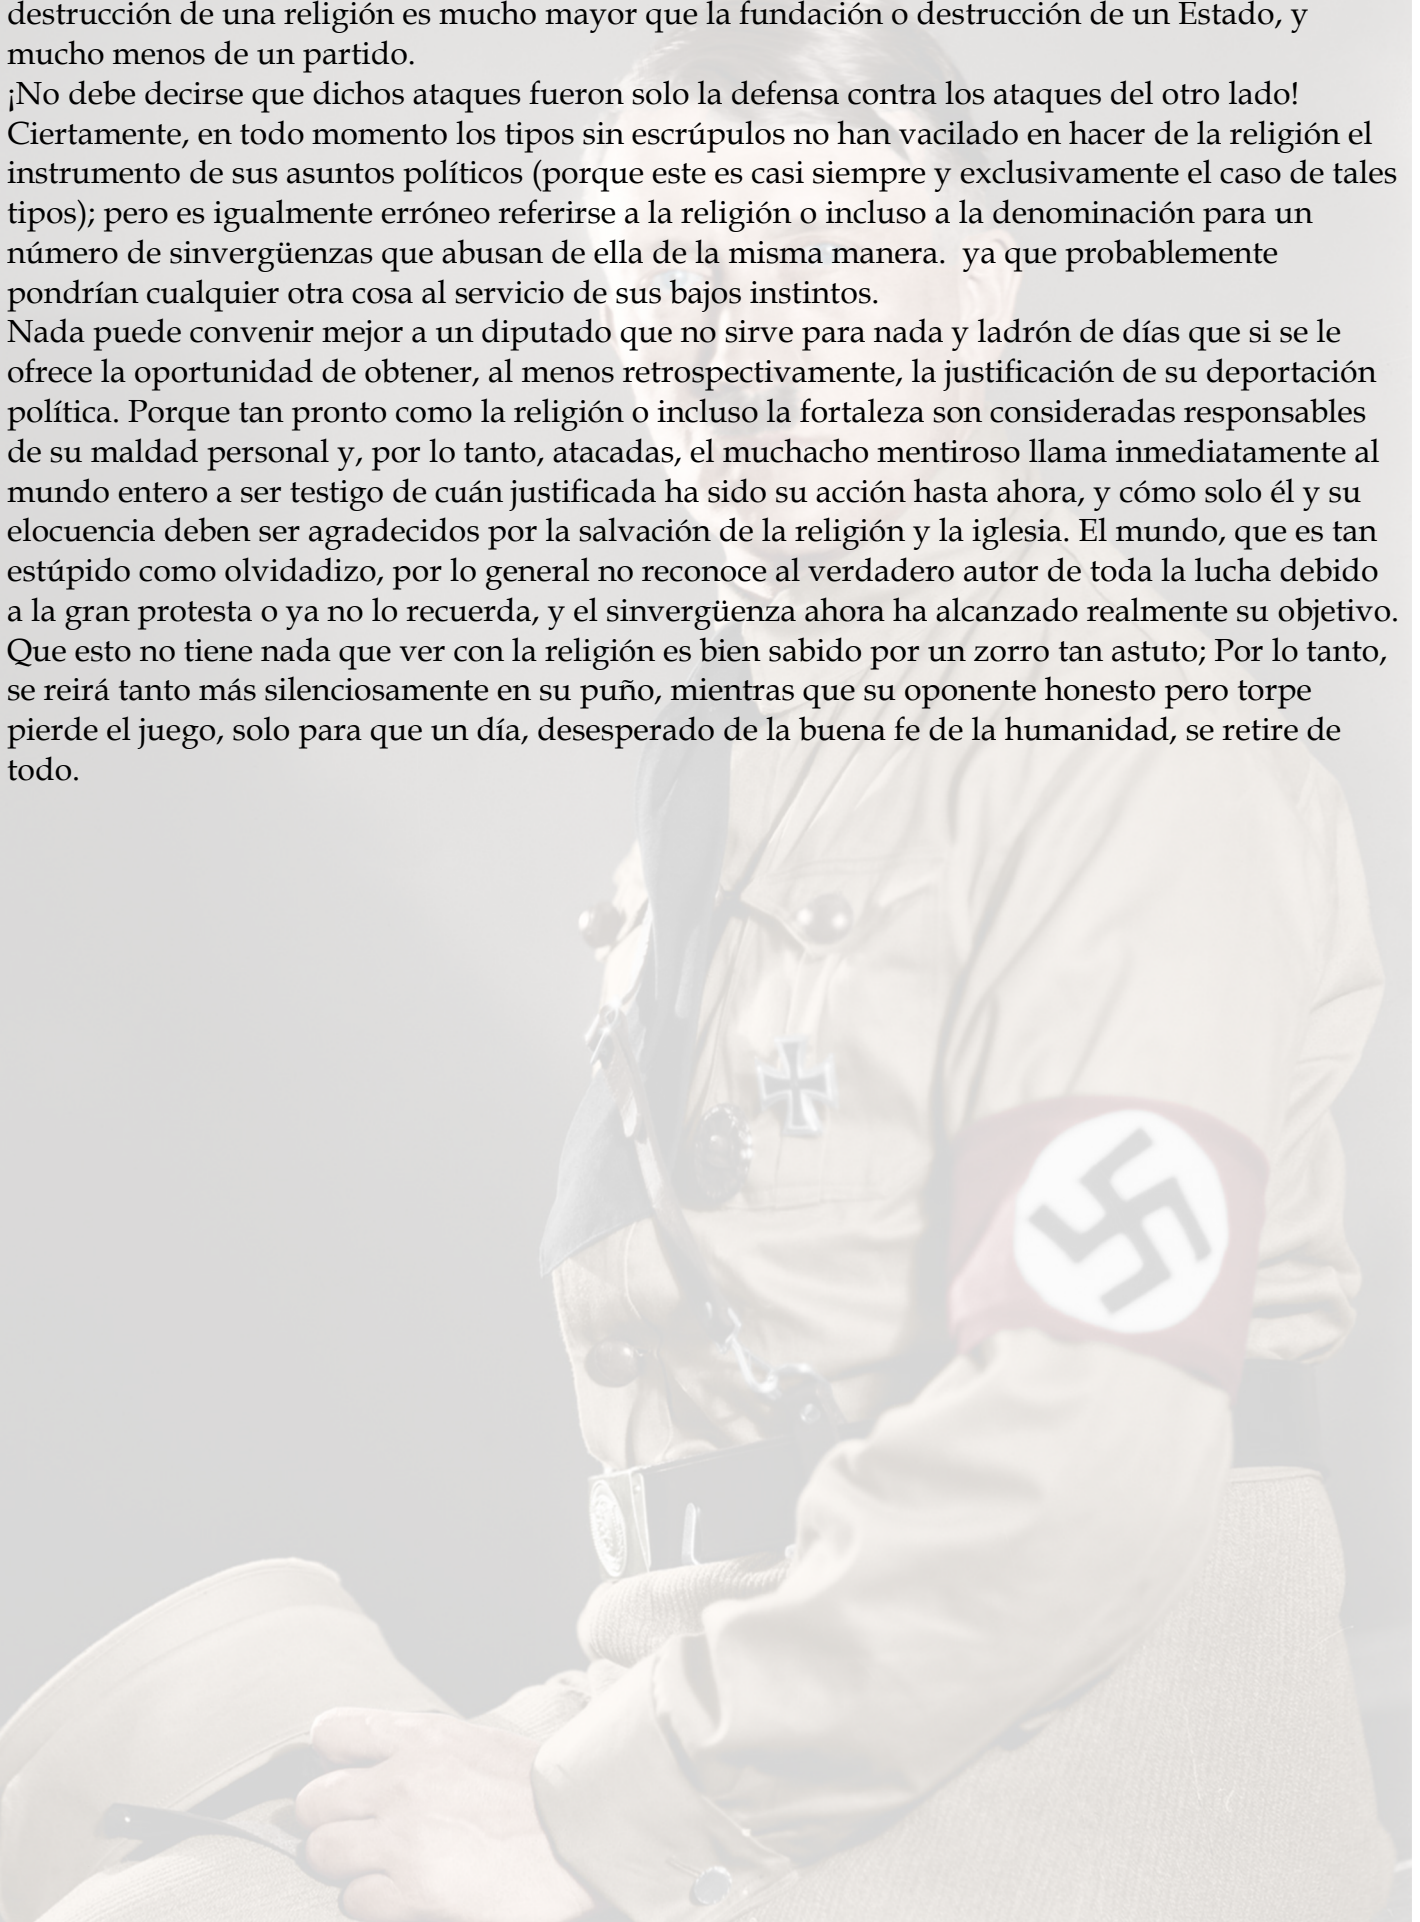 destrucción de una religión es mucho mayor que la fundación o destrucción de un Estado, y
mucho menos de un partido.
¡No debe decirse que dichos ataques fueron solo la defensa contra los ataques del otro lado!
Ciertamente, en todo momento los tipos sin escrúpulos no han vacilado en hacer de la religión el
instrumento de sus asuntos políticos (porque este es casi siempre y exclusivamente el caso de tales
tipos); pero es igualmente erróneo referirse a la religión o incluso a la denominación para un
número de sinvergüenzas que abusan de ella de la misma manera.  ya que probablemente
pondrían cualquier otra cosa al servicio de sus bajos instintos.
Nada puede convenir mejor a un diputado que no sirve para nada y ladrón de días que si se le
ofrece la oportunidad de obtener, al menos retrospectivamente, la justificación de su deportación
política. Porque tan pronto como la religión o incluso la fortaleza son consideradas responsables
de su maldad personal y, por lo tanto, atacadas, el muchacho mentiroso llama inmediatamente al
mundo entero a ser testigo de cuán justificada ha sido su acción hasta ahora, y cómo solo él y su
elocuencia deben ser agradecidos por la salvación de la religión y la iglesia. El mundo, que es tan
estúpido como olvidadizo, por lo general no reconoce al verdadero autor de toda la lucha debido
a la gran protesta o ya no lo recuerda, y el sinvergüenza ahora ha alcanzado realmente su objetivo.
Que esto no tiene nada que ver con la religión es bien sabido por un zorro tan astuto; Por lo tanto,
se reirá tanto más silenciosamente en su puño, mientras que su oponente honesto pero torpe
pierde el juego, solo para que un día, desesperado de la buena fe de la humanidad, se retire de
todo.